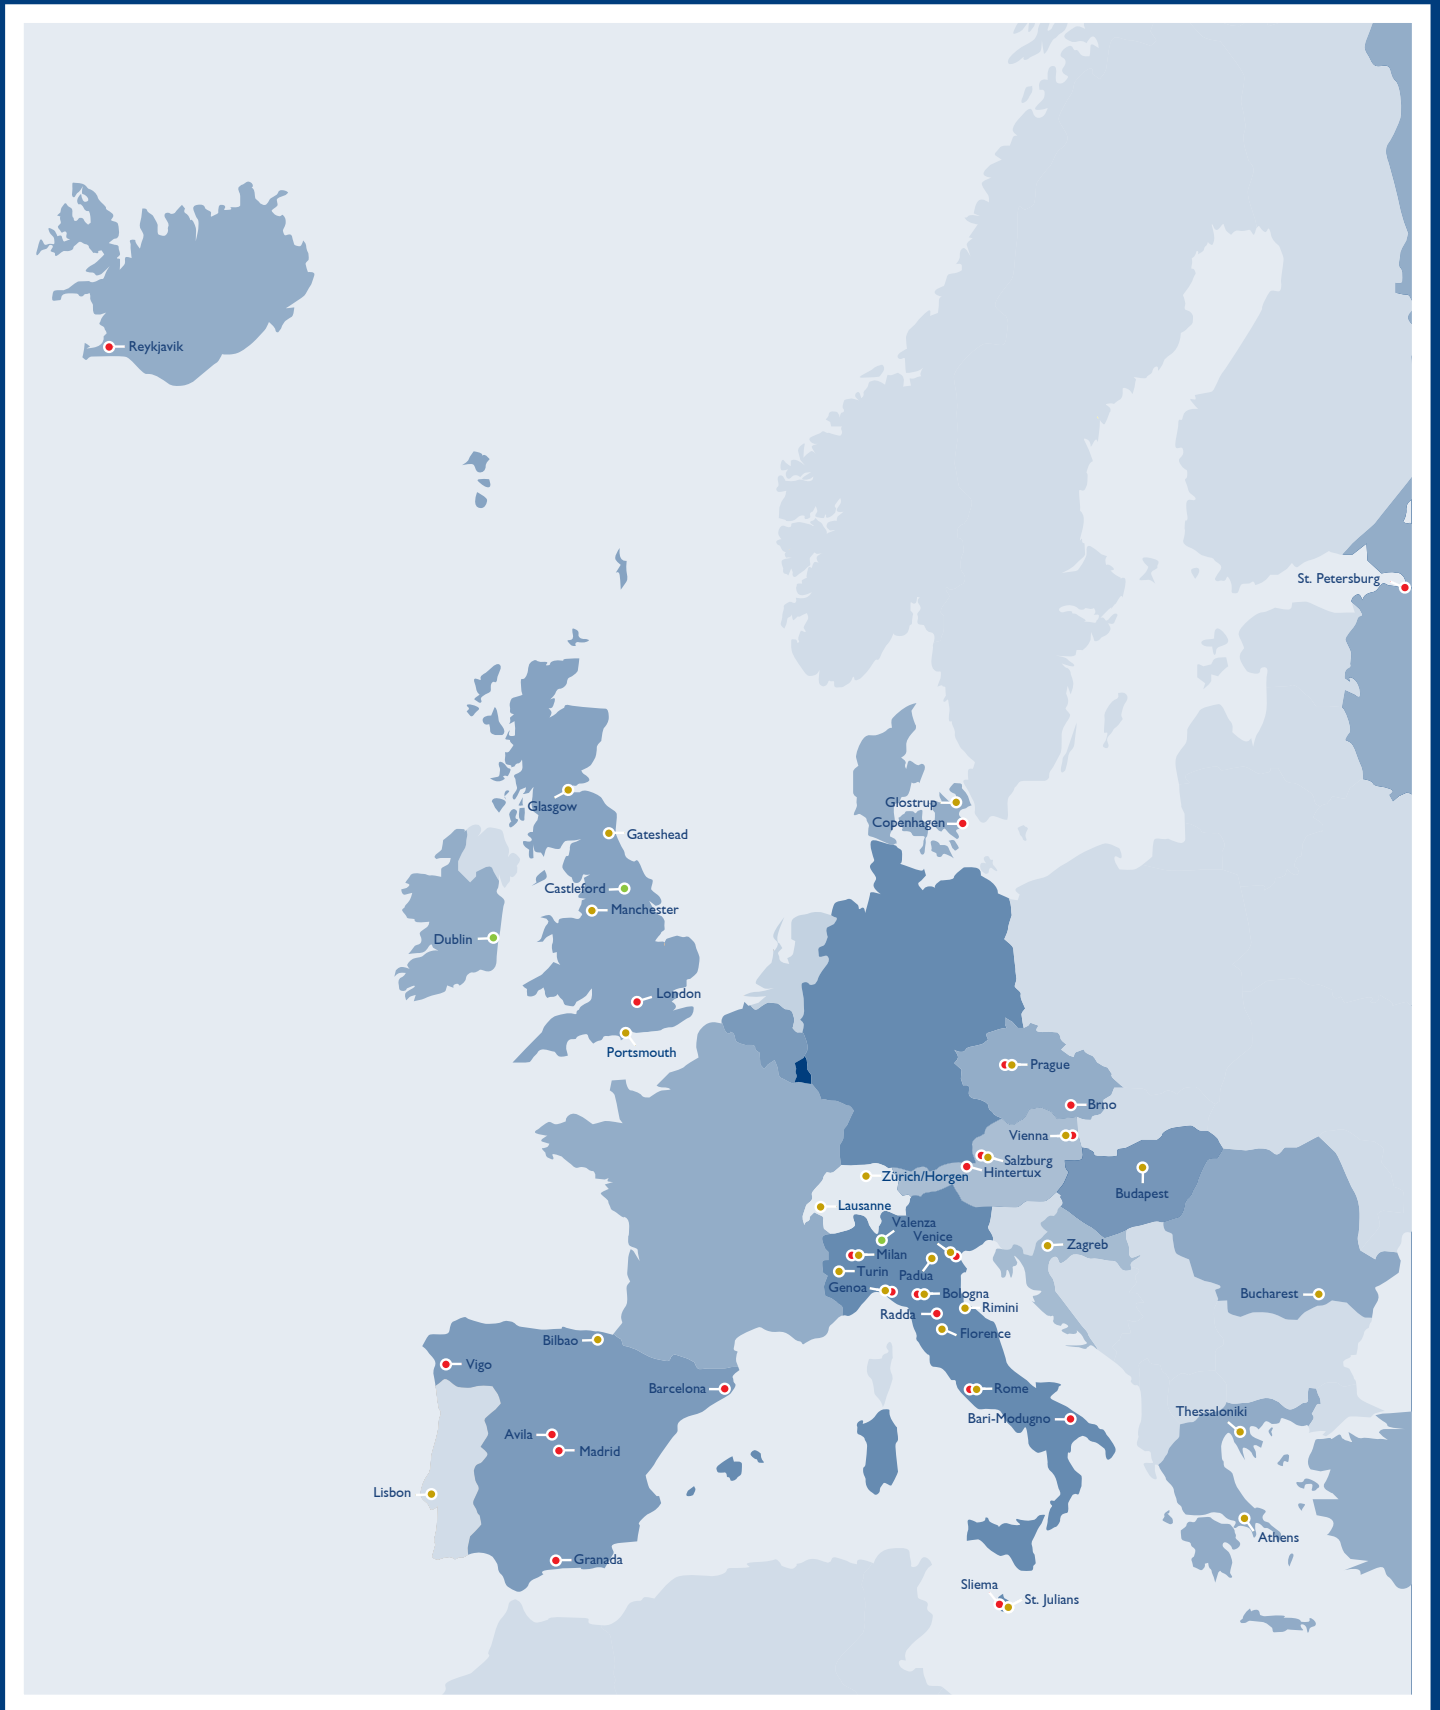 Reykjavik
St. Petersburg
Glostrup
Glasgow
Copenhagen
Gateshead
Castleford
Manchester
Dublin
London
Portsmouth
Prague
Brno
Vienna
Salzburg
Hintertux
Zürich/Horgen
Budapest
Lausanne
Valenza
Venice
Zagreb
Milan
Turin
Padua
Genoa
Bologna
Bucharest
Rimini
Radda
Florence
Bilbao
Vigo
Barcelona
Rome
Thessaloniki
Bari-Modugno
Avila
Madrid
Lisbon
Athens
Granada
Sliema
St. Julians